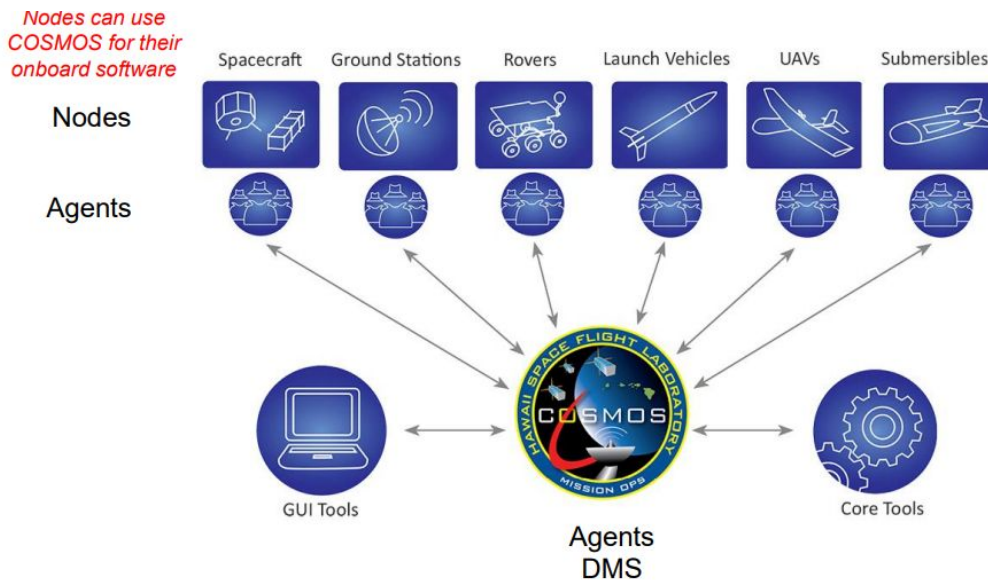 Nodes can use
COSMOS for their
onboard software
Spacecraft Ground Stations Rovers Launch Vehicles UAVs Submersibles
Nodes
Agents
HAWAII SPACE FLIGHT LABORATORY
COSMOS
MISSION OPS
GUI Tools
Core Tools
Agents
DMS